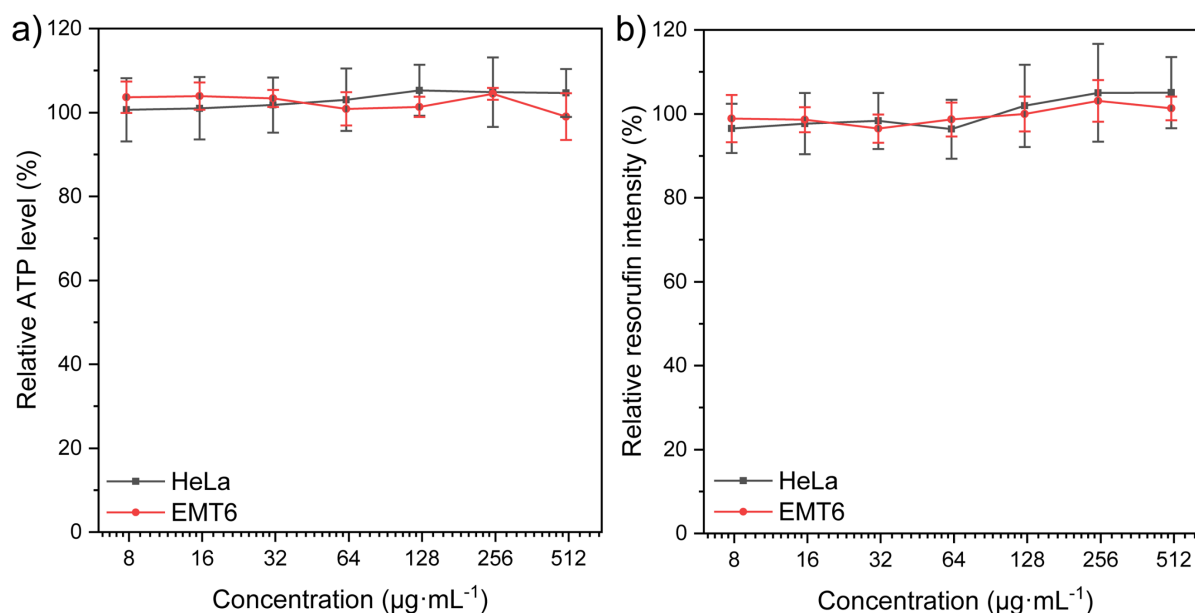 a)
120
100
80
60
40
20
0
Relative ATP level (%)
HeLa
EMT6
8 16 32 64 128 256 512
Concentration (µg·mL⁻¹)
b)
120
100
80
60
40
20
0
Relative resorufin intensity (%)
HeLa
EMT6
8 16 32 64 128 256 512
Concentration (µg·mL⁻¹)